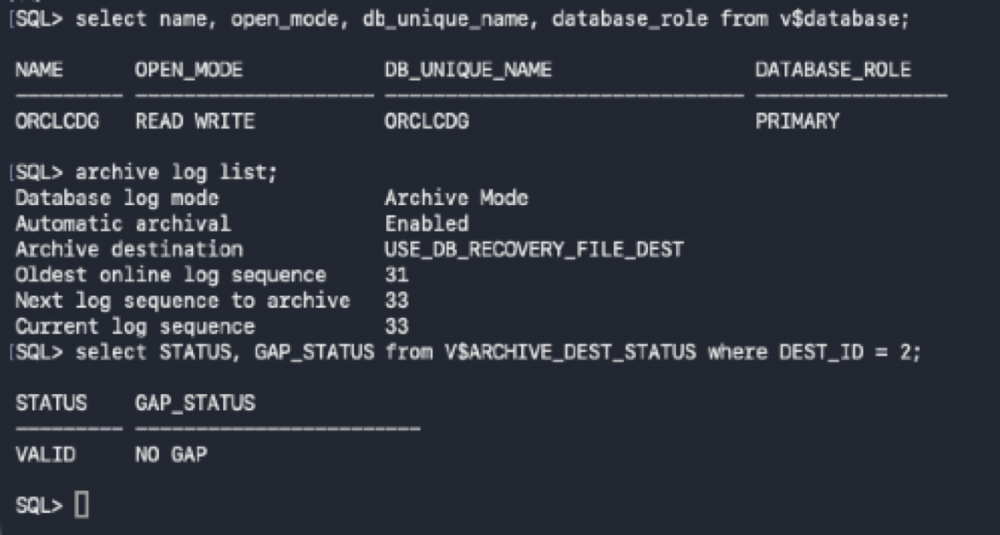 SQL> select name, open_mode, db_unique_name, database_role from v$database;
NAME OPEN_MODE DB_UNIQUE_NAME DATABASE_ROLE
--------- -------------------- ------------------------------ ----------------
ORCLCDG READ WRITE ORCLCDG PRIMARY
[SQL> archive log list;
Database log mode Archive Mode
Automatic archival Enabled
Archive destination USE_DB_RECOVERY_FILE_DEST
Oldest online log sequence 31
Next log sequence to archive 33
Current log sequence 33
[SQL> select STATUS, GAP_STATUS from V$ARCHIVE_DEST_STATUS where DEST_ID = 2;
STATUS GAP_STATUS
--------- ------------------------
VALID NO GAP
SQL>